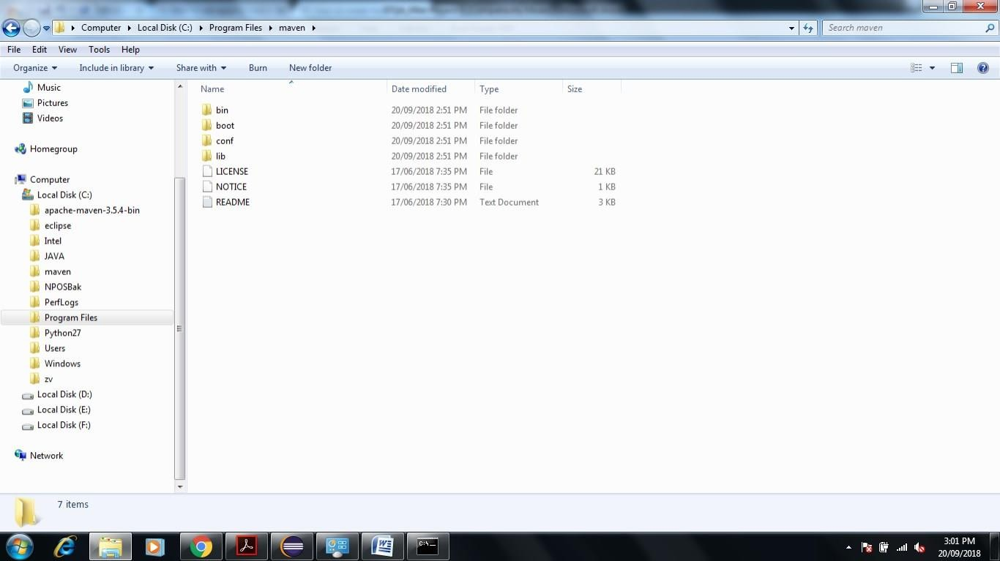 Computer Local Disk (C:) Program Files maven
Search maven
File Edit View Tools Help
Organize Include in library Share with Burn New folder
Music
Pictures
Videos
Homegroup
Computer
Local Disk (C:)
apache-maven-3.5.4-bin
eclipse
Intel
JAVA
maven
NPOSBak
PerfLogs
Program Files
Python27
Users
Windows
zv
Local Disk (D:)
Local Disk (E:)
Local Disk (F:)
Network
Name Date modified Type Size
bin 20/09/2018 2:51 PM File folder
boot 20/09/2018 2:51 PM File folder
conf 20/09/2018 2:51 PM File folder
lib 20/09/2018 2:51 PM File folder
LICENSE 17/06/2018 7:35 PM File 21 KB
NOTICE 17/06/2018 7:35 PM File 1 KB
README 17/06/2018 7:30 PM Text Document 3 KB
7 items
C:\_
3:01 PM
20/09/2018